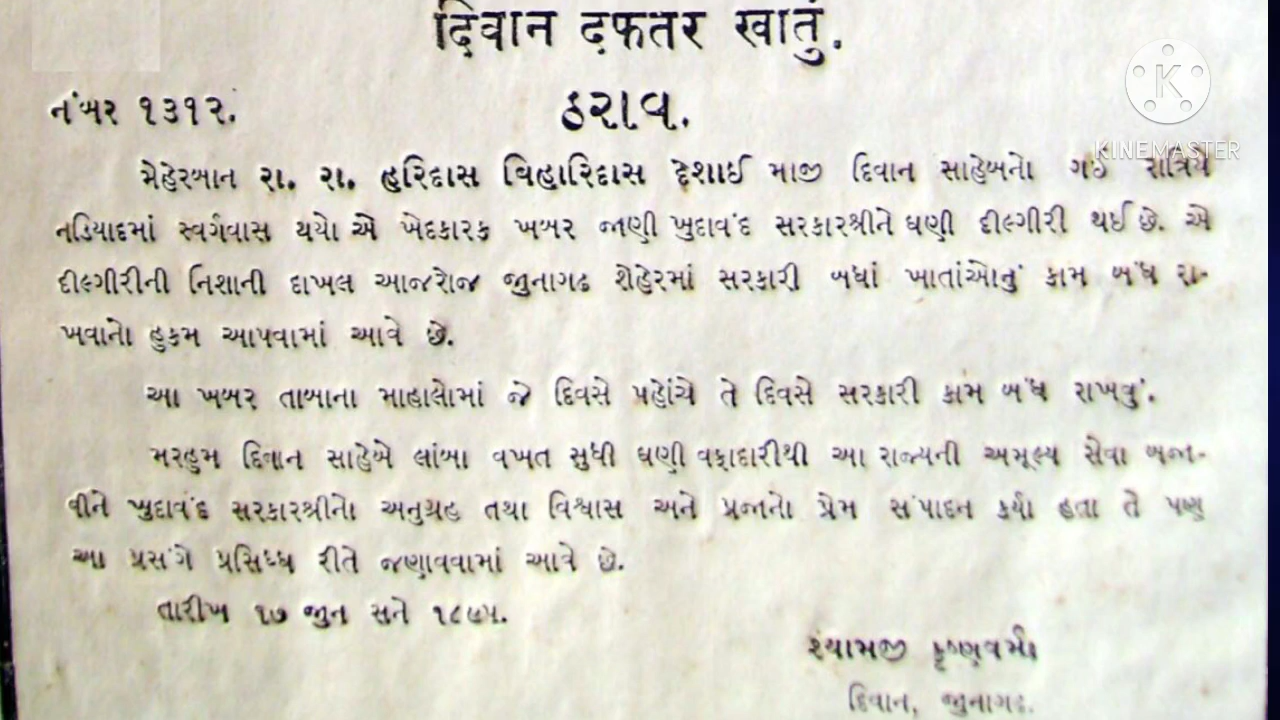 દિવાન દફતર ખાતું.
નંબર ૧૩૧૨.
ઠરાવ.
KINEMASTER
મેહેરબાન રા. રા. હરિદાસ વિહારિદાસ દેશાઈ માજી દિવાન સાહેબનો ગઈ રાત્રિયે
નડિયાદમાં સ્વર્ગવાસ થયો એ ખેદકારક ખબર જાણી ખુદાવંદ સરકારશ્રીને ઘણી દીલ્ગીરી થઈ છે. એ
દીલ્ગીરીની નિશાની દાખલ આજરોજ જુનાગઢ શેહેરમાં સરકારી બધાં ખાતાંઓનું કામ બંધ રા-
ખવાનો હુકમ આપવામાં આવે છે.
આ ખબર તાબાના માહાલોમાં જે દિવસે પહોંચે તે દિવસે સરકારી કામ બંધ રાખવું.
મરહુમ દિવાન સાહેબે લાંબા વખત સુધી ઘણી વફાદારીથી આ રાજ્યની અમૂલ્ય સેવા બજા-
વીને ખુદાવંદ સરકારશ્રીનો અનુગ્રહ તથા વિશ્વાસ અને પ્રજાનો પ્રેમ સંપાદન કર્યા હતા તે પણ
આ પ્રસંગે પ્રસિધ્ધ રીતે જણાવવામાં આવે છે.
તારીખ ૧૭ જુન સને ૧૮૯૫.
શ્યામજી કૃષ્ણવર્મા
દિવાન, જુનાગઢ.